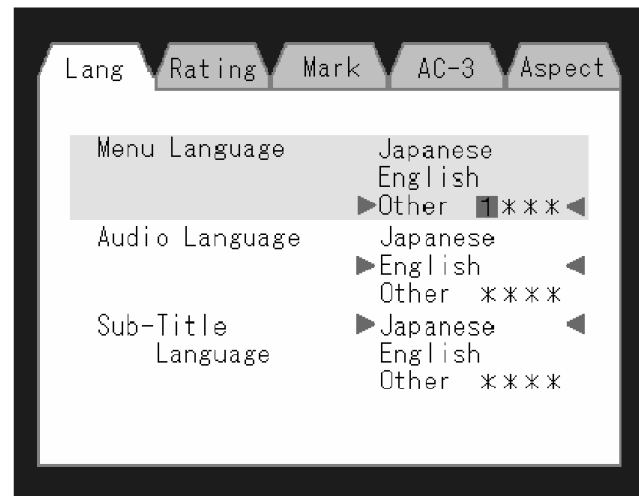 Lang Rating Mark AC-3 Aspect
Menu Language Japanese
English
Other 1***
Audio Language Japanese
English
Other ****
Sub-Title Japanese
Language English
Other ****